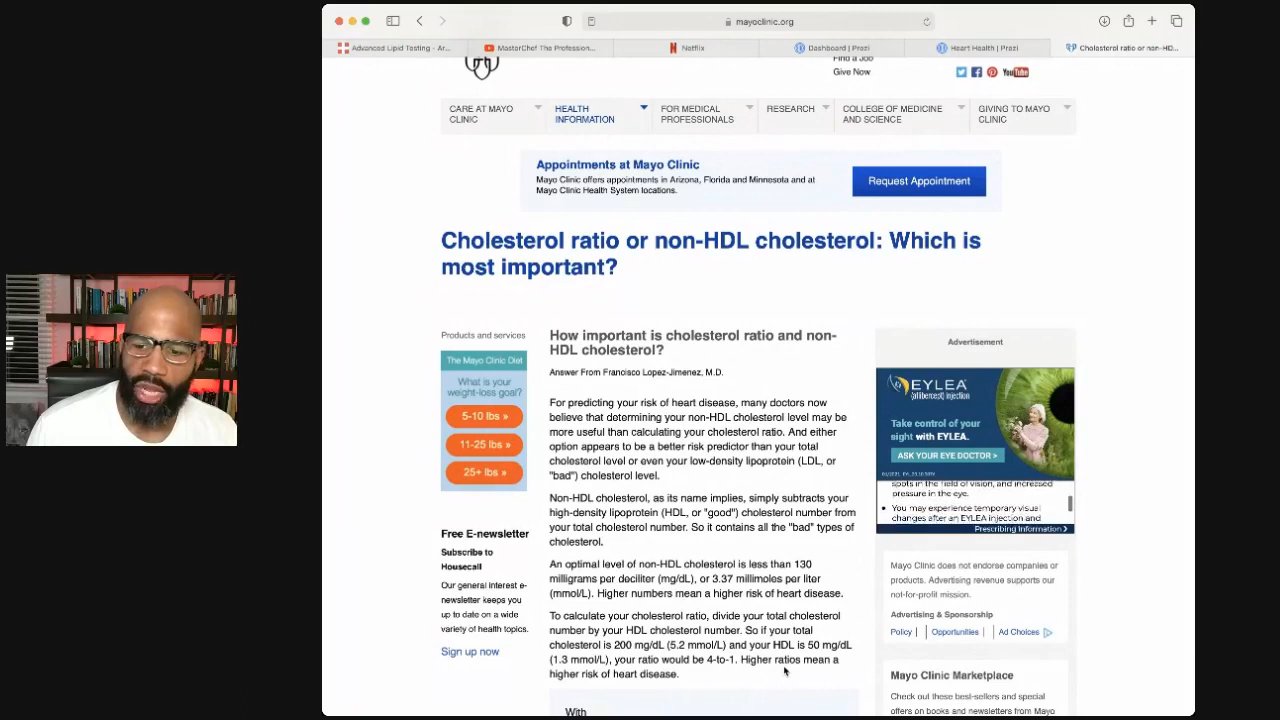 mayoclinic.org
Advanced Lipid Testing - Ar...
MasterChef The Profession...
Netflix
Dashboard | Prezi
Heart Health | Prezi
Cholesterol ratio or non-HD...
Find a Job
Give Now
You Tube
CARE AT MAYO
CLINIC
HEALTH
INFORMATION
FOR MEDICAL
PROFESSIONALS
RESEARCH
COLLEGE OF MEDICINE
AND SCIENCE
GIVING TO MAYO
CLINIC
Appointments at Mayo Clinic
Mayo Clinic offers appointments in Arizona, Florida and Minnesota and at
Mayo Clinic Health System locations.
Request Appointment
Cholesterol ratio or non-HDL cholesterol: Which is
most important?
Products and services
The Mayo Clinic Diet
What is your
weight-loss goal?
5-10 lbs »
11-25 lbs »
25+ lbs »
Free E-newsletter
Subscribe to
Housecall
Our general interest e-
newsletter keeps you
up to date on a wide
variety of health topics.
Sign up now
How important is cholesterol ratio and non-
HDL cholesterol?
Answer From Francisco Lopez-Jimenez, M.D.
For predicting your risk of heart disease, many doctors now
believe that determining your non-HDL cholesterol level may be
more useful than calculating your cholesterol ratio. And either
option appears to be a better risk predictor than your total
cholesterol level or even your low-density lipoprotein (LDL, or
"bad") cholesterol level.
Non-HDL cholesterol, as its name implies, simply subtracts your
high-density lipoprotein (HDL, or "good") cholesterol number from
your total cholesterol number. So it contains all the "bad" types of
cholesterol.
An optimal level of non-HDL cholesterol is less than 130
milligrams per deciliter (mg/dL), or 3.37 millimoles per liter
(mmol/L). Higher numbers mean a higher risk of heart disease.
To calculate your cholesterol ratio, divide your total cholesterol
number by your HDL cholesterol number. So if your total
cholesterol is 200 mg/dL (5.2 mmol/L) and your HDL is 50 mg/dL
(1.3 mmol/L), your ratio would be 4-to-1. Higher ratios mean a
higher risk of heart disease.
With
Advertisement
EYLEA
(aflibercept) Injection
Take control of your
sight with EYLEA.
ASK YOUR EYE DOCTOR >
spots in the field of vision, and increased
pressure in the eye.
• You may experience temporary visual
changes after an EYLEA injection and
Prescribing Information >
Mayo Clinic does not endorse companies or
products. Advertising revenue supports our
not-for-profit mission.
Advertising & Sponsorship
Policy | Opportunities | Ad Choices
Mayo Clinic Marketplace
Check out these best-sellers and special
offers on books and newsletters from Mayo